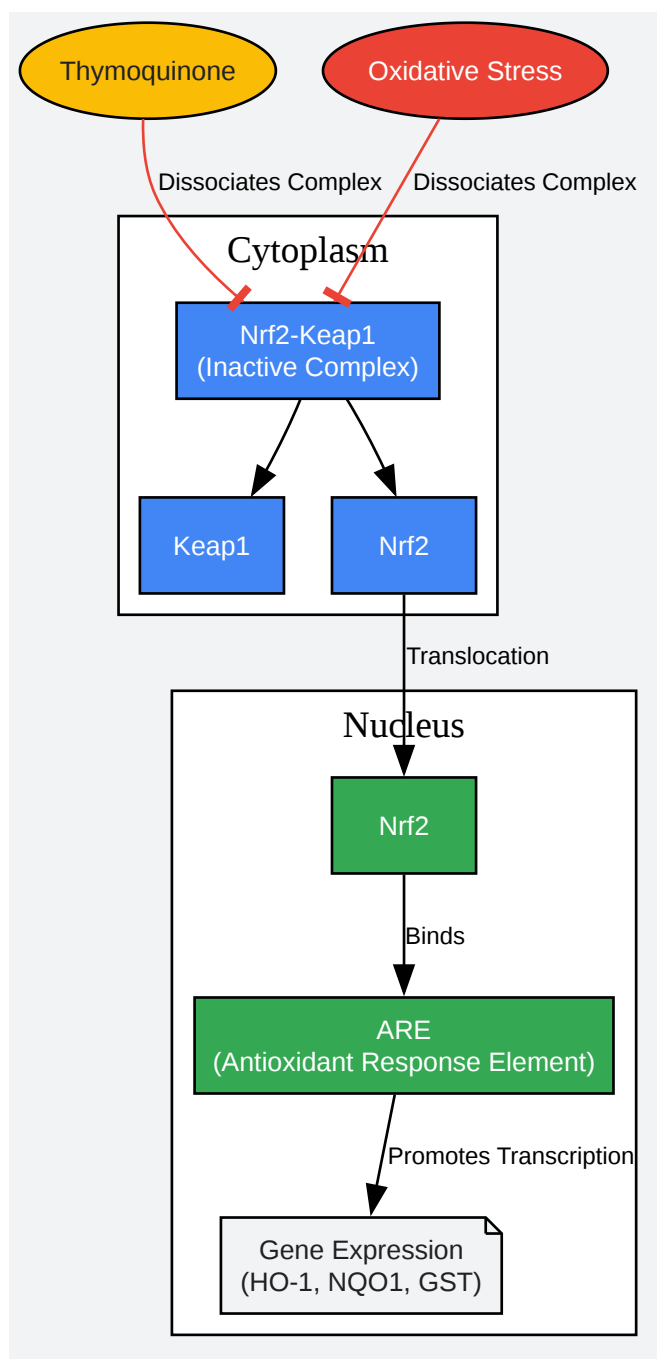 Thymoquinone
Oxidative Stress
Dissociates Complex
Dissociates Complex
Cytoplasm
Nrf2-Keap1
(Inactive Complex)
Keap1
Nrf2
Translocation
Nucleus
Nrf2
Binds
ARE
(Antioxidant Response Element)
Promotes Transcription
Gene Expression
(HO-1, NQO1, GST)